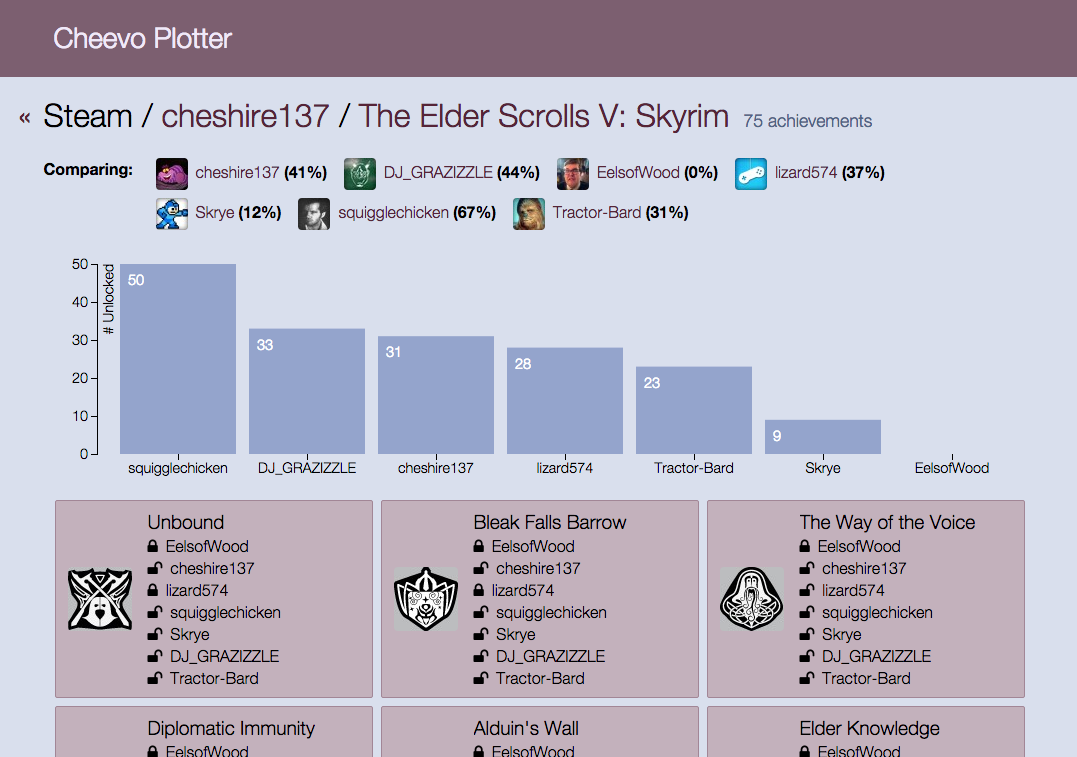 Cheevo Plotter
« Steam / cheshire137 / The Elder Scrolls V: Skyrim 75 achievements
Comparing: cheshire137 (41%) DJ_GRAZIZZLE (44%) EelsofWood (0%) lizard574 (37%)
Skrye (12%) squigglechicken (67%) Tractor-Bard (31%)
# Unlocked
50
40
30
20
10
0
50
33
31
28
23
9
squigglechicken DJ_GRAZIZZLE cheshire137 lizard574 Tractor-Bard Skrye EelsofWood
Unbound
EelsofWood
cheshire137
lizard574
squigglechicken
Skrye
DJ_GRAZIZZLE
Tractor-Bard
Bleak Falls Barrow
EelsofWood
cheshire137
lizard574
squigglechicken
Skrye
DJ_GRAZIZZLE
Tractor-Bard
The Way of the Voice
EelsofWood
cheshire137
lizard574
squigglechicken
Skrye
DJ_GRAZIZZLE
Tractor-Bard
Diplomatic Immunity
EelsofWood
Alduin's Wall
EelsofWood
Elder Knowledge
EelsofWood